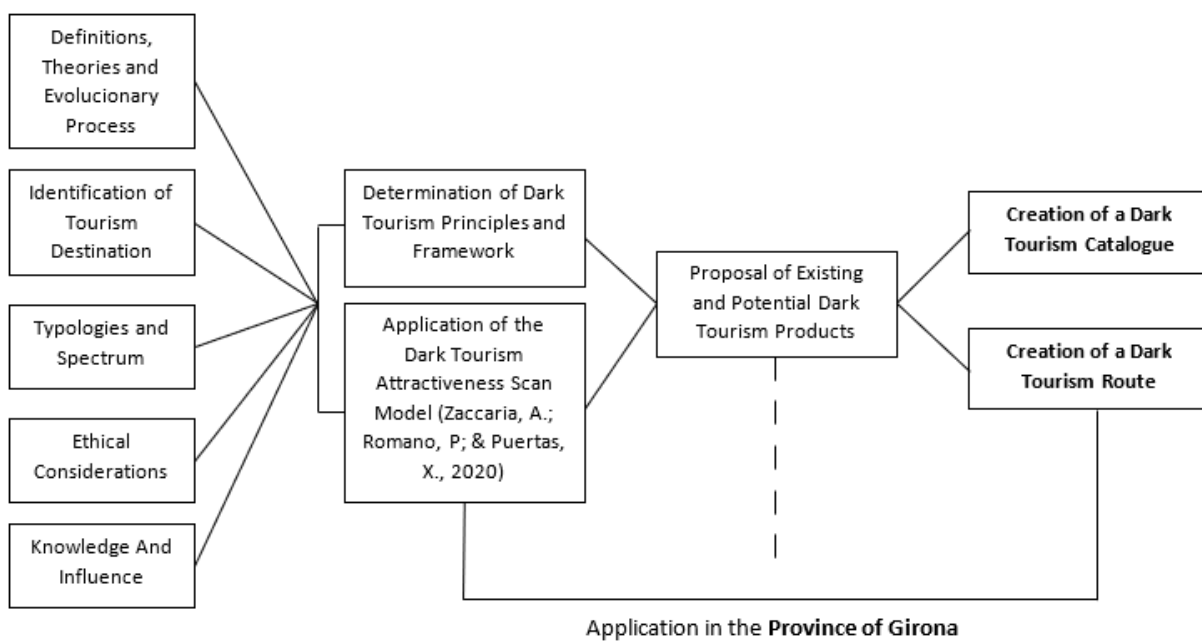 Definitions,
Theories and
Evolucionary
Process
Identification of
Tourism
Destination
Typologies and
Spectrum
Ethical
Considerations
Knowledge And
Influence
Determination of Dark
Tourism Principles and
Framework
Application of the
Dark Tourism
Attractiveness Scan
Model (Zaccaria, A.;
Romano, P; & Puertas,
X., 2020)
Proposal of Existing
and Potential Dark
Tourism Products
Creation of a Dark
Tourism Catalogue
Creation of a Dark
Tourism Route
Application in the Province of Girona